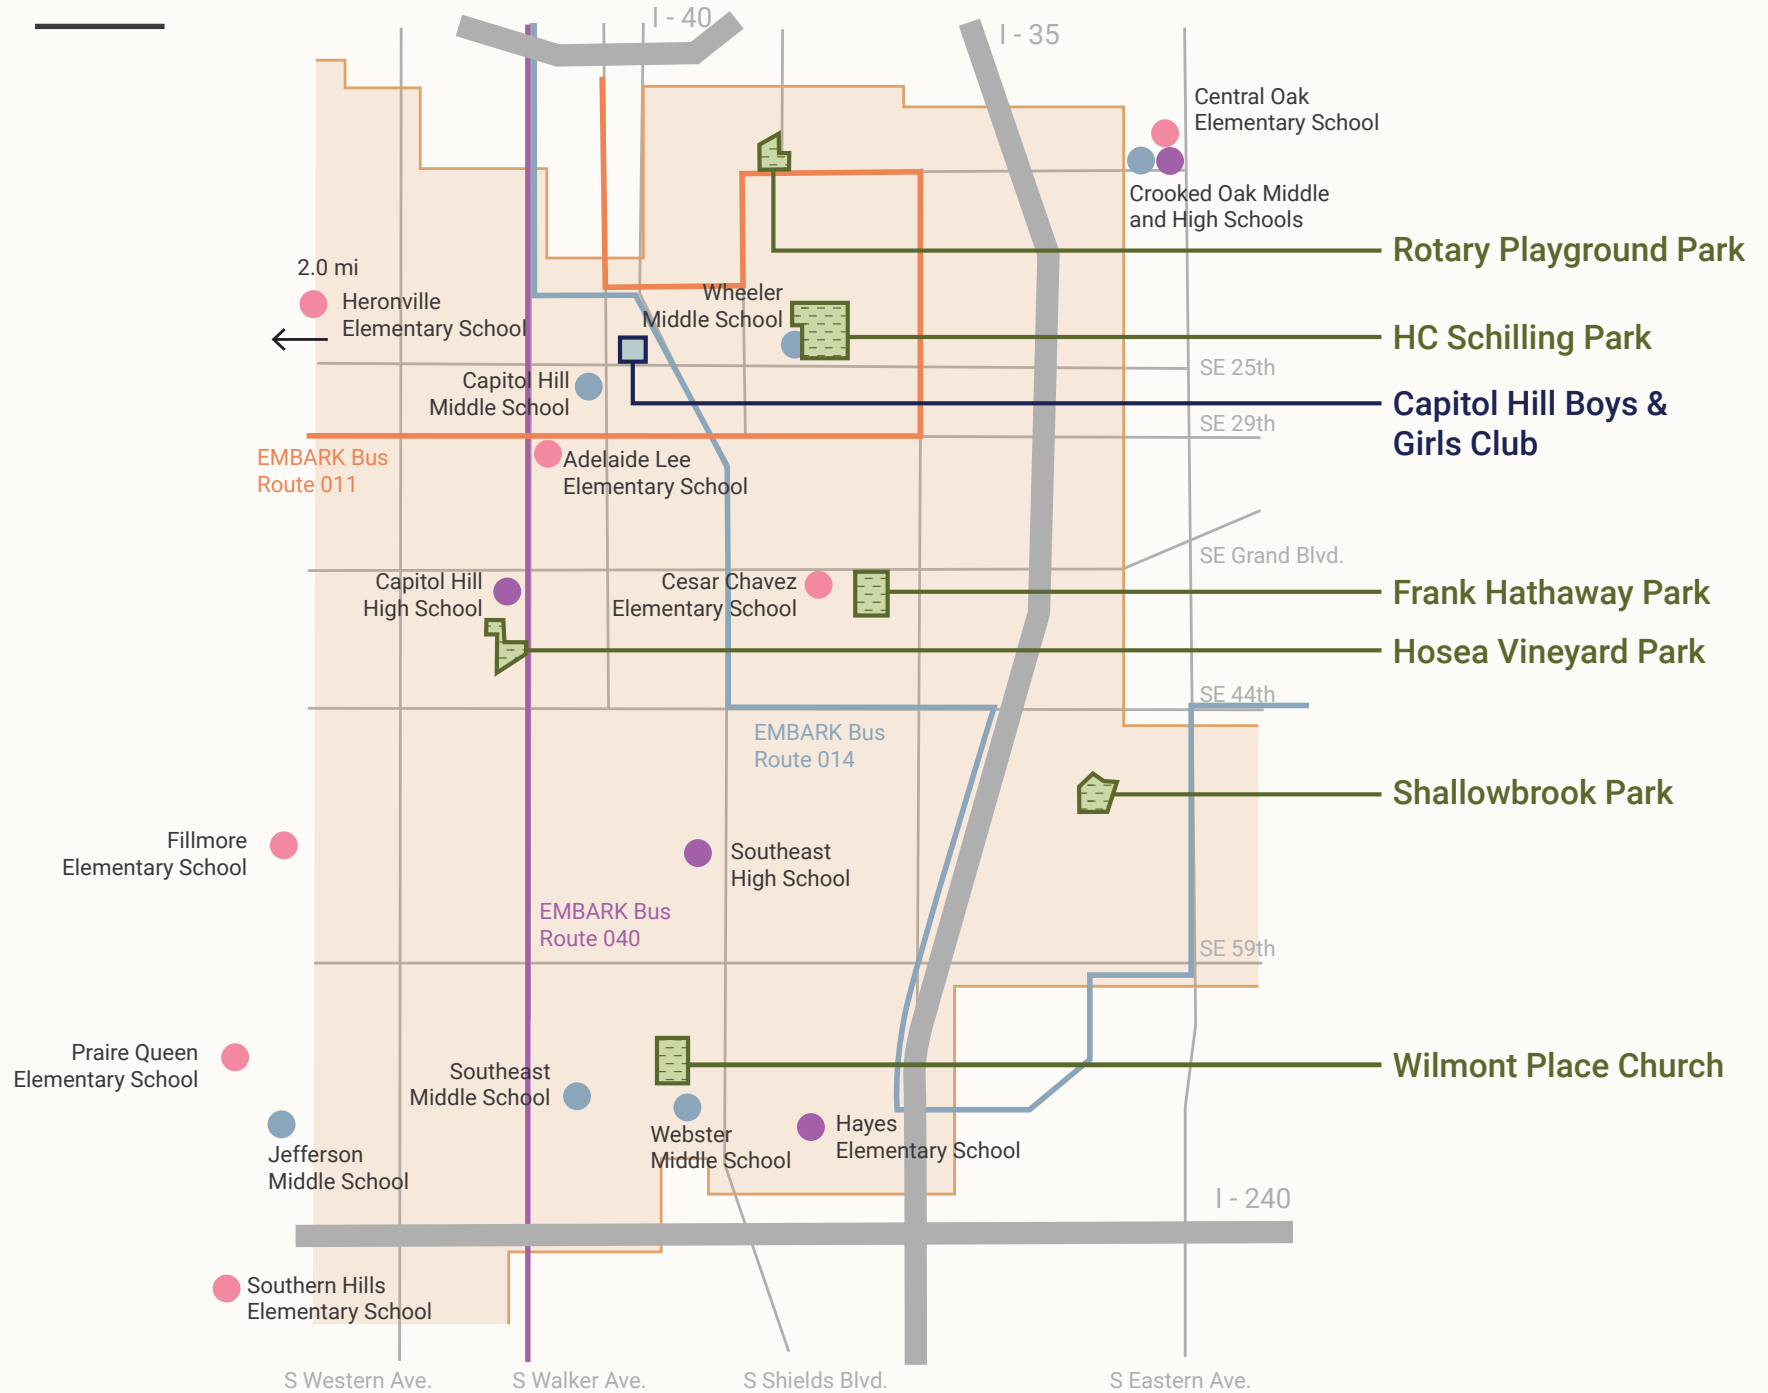 I - 40
I - 35
Central Oak
Elementary School
Crooked Oak Middle
and High Schools
Rotary Playground Park
2.0 mi
Heronville
Elementary School
Wheeler
Middle School
HC Schilling Park
SE 25th
Capitol Hill
Middle School
Capitol Hill Boys &
Girls Club
SE 29th
EMBARK Bus
Route 011
Adelaide Lee
Elementary School
SE Grand Blvd.
Capitol Hill
High School
Cesar Chavez
Elementary School
Frank Hathaway Park
Hosea Vineyard Park
SE 44th
EMBARK Bus
Route 014
Shallowbrook Park
Fillmore
Elementary School
Southeast
High School
EMBARK Bus
Route 040
SE 59th
Praire Queen
Elementary School
Southeast
Middle School
Wilmont Place Church
Jefferson
Middle School
Webster
Middle School
Hayes
Elementary School
I - 240
Southern Hills
Elementary School
S Western Ave.
S Walker Ave.
S Shields Blvd.
S Eastern Ave.